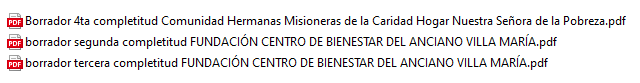 Borrador 4ta completitud Comunidad Hermanas Misioneras de la Caridad Hogar Nuestra Señora de la Pobreza.pdf
borrador segunda completitud FUNDACIÓN CENTRO DE BIENESTAR DEL ANCIANO VILLA MARÍA.pdf
borrador tercera completitud FUNDACIÓN CENTRO DE BIENESTAR DEL ANCIANO VILLA MARÍA.pdf